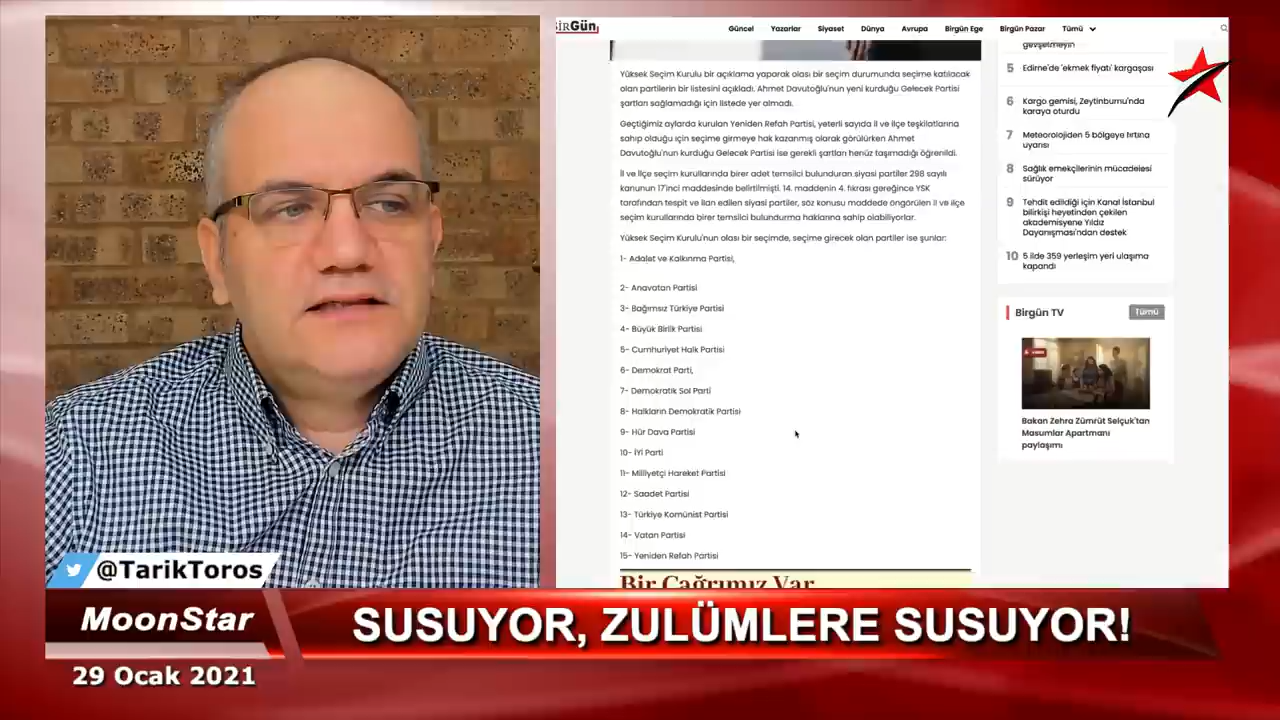 BİRGün
Güncel Yazarlar Siyaset Dünya Avrupa Birgün Ege Birgün Pazar Tümü
Yüksek Seçim Kurulu bir açıklama yaparak olası bir seçim durumunda seçime katılacak
olan partilerin bir listesini açıkladı. Ahmet Davutoğlu'nun yeni kurduğu Gelecek Partisi
şartları sağlamadığı için listede yer almadı.
Geçtiğimiz aylarda kurulan Yeniden Refah Partisi, yeterli sayıda il ve ilçe teşkilatlarına
sahip olduğu için seçime girmeye hak kazanmış olarak görülürken Ahmet
Davutoğlu'nun kurduğu Gelecek Partisi ise gerekli şartları henüz taşımadığı öğrenildi.
İl ve ilçe seçim kurullarında birer adet temsilci bulunduran siyasi partiler 298 sayılı
kanunun 17'inci maddesinde belirtilmişti. 14. maddenin 4. fıkrası gereğince YSK
tarafından tespit ve ilan edilen siyasi partiler, söz konusu maddde öngörülen il ve ilçe
seçim kurullarında birer temsilci bulundurma haklarına sahip olabiliyorlar.
Yüksek Seçim Kurulu'nun olası bir seçimde, seçime girecek olan partiler ise şunlar:
1- Adalet ve Kalkınma Partisi,
2- Anavatan Partisi
3- Bağımsız Türkiye Partisi
4- Büyük Birlik Partisi
5- Cumhuriyet Halk Partisi
6- Demokrat Parti,
7- Demokratik Sol Parti
8- Halkların Demokratik Partisi
9- Hür Dava Partisi
10- İYİ Parti
11- Milliyetçi Hareket Partisi
12- Saadet Partisi
13- Türkiye Komünist Partisi
14- Vatan Partisi
15- Yeniden Refah Partisi
Bir Çağrımız Var
gevşetmeyin
5 Edirne'de 'ekmek fiyatı' kargaşası
6 Kargo gemisi, Zeytinburnu'nda
karaya oturdu
7 Meteorolojiden 5 bölgeye fırtına
uyarısı
8 Sağlık emekçilerinin mücadelesi
sürüyor
9 Tehdit edildiği için Kanal İstanbul
bilirkişi heyetinden çekilen
akademisyene Yıldız
Dayanışması'ndan destek
10 5 ilde 359 yerleşim yeri ulaşıma
kapandı
Birgün TV Tümü
Bakan Zehra Zümrüt Selçuk'tan
Masumlar Apartmanı
paylaşımı
@TarikToros
MoonStar
SUSUYOR, ZULÜMLERE SUSUYOR!
29 Ocak 2021